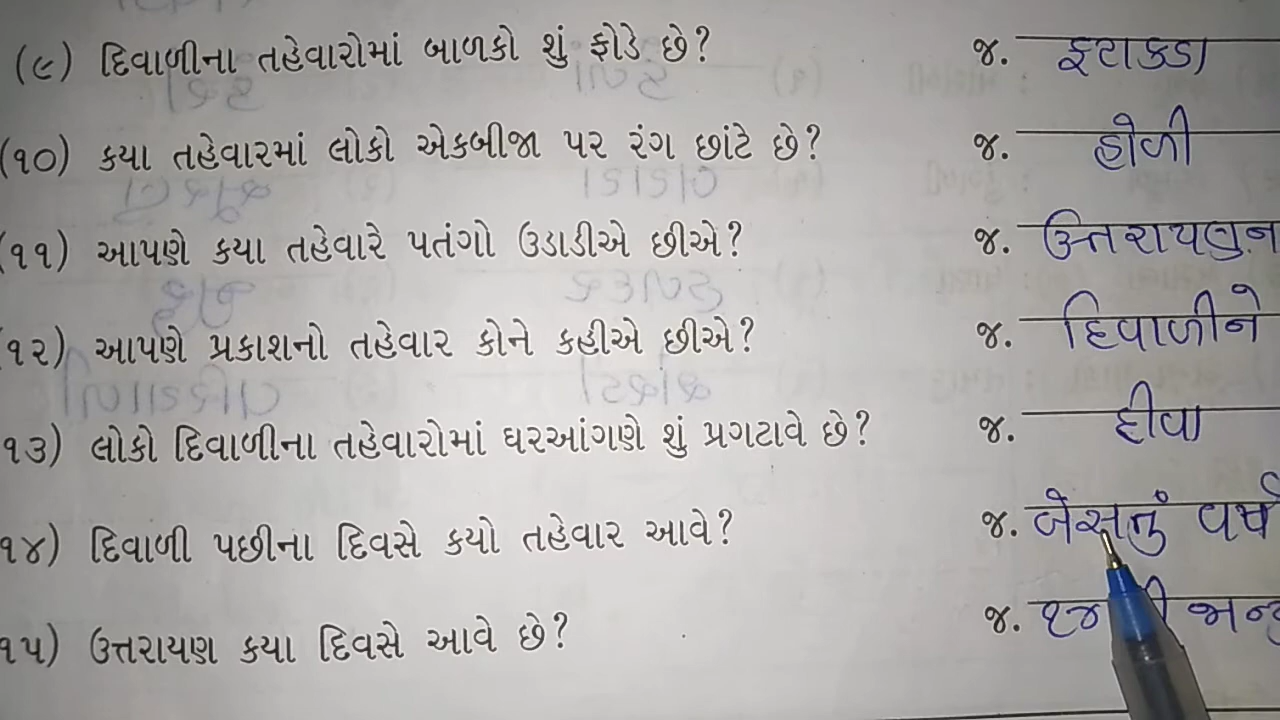 (૯) દિવાળીના તહેવારોમાં બાળકો શું ફોડે છે? જ. ફટાકડા
(૧૦) કયા તહેવારમાં લોકો એકબીજા પર રંગ છાંટે છે? જ. હોળી
(૧૧) આપણે કયા તહેવારે પતંગો ઉડાડીએ છીએ? જ. ઉત્તરાયણન
(૧૨) આપણે પ્રકાશનો તહેવાર કોને કહીએ છીએ? જ. દિવાળીને
૧૩) લોકો દિવાળીના તહેવારોમાં ઘરઆંગણે શું પ્રગટાવે છે? જ. દીવા
૧૪) દિવાળી પછીના દિવસે કયો તહેવાર આવે? જ. બેસતું વર્ષ
૧૫) ઉત્તરાયણ કયા દિવસે આવે છે? જ. ૧૪